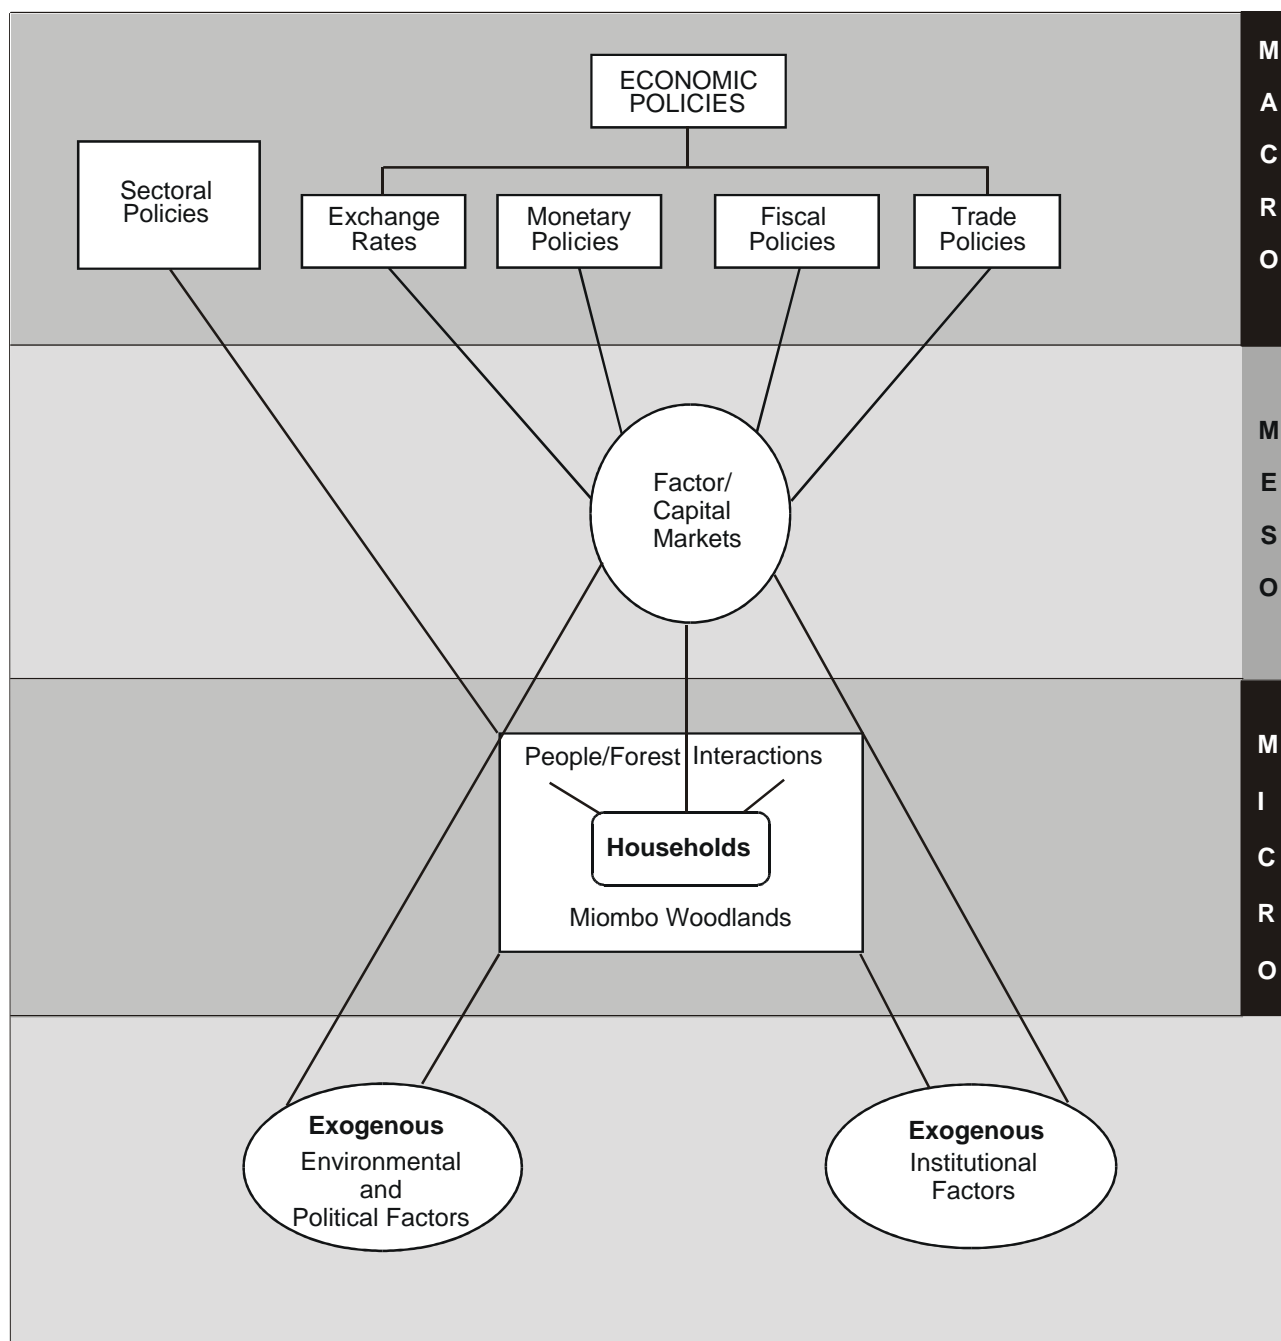 ECONOMIC
POLICIES
Sectoral
Policies
Exchange
Rates
Monetary
Policies
Fiscal
Policies
Trade
Policies
M
A
C
R
O
Factor/
Capital
Markets
M
E
S
O
People/Forest Interactions
Households
Miombo Woodlands
M
I
C
R
O
Exogenous
Environmental
and
Political Factors
Exogenous
Institutional
Factors